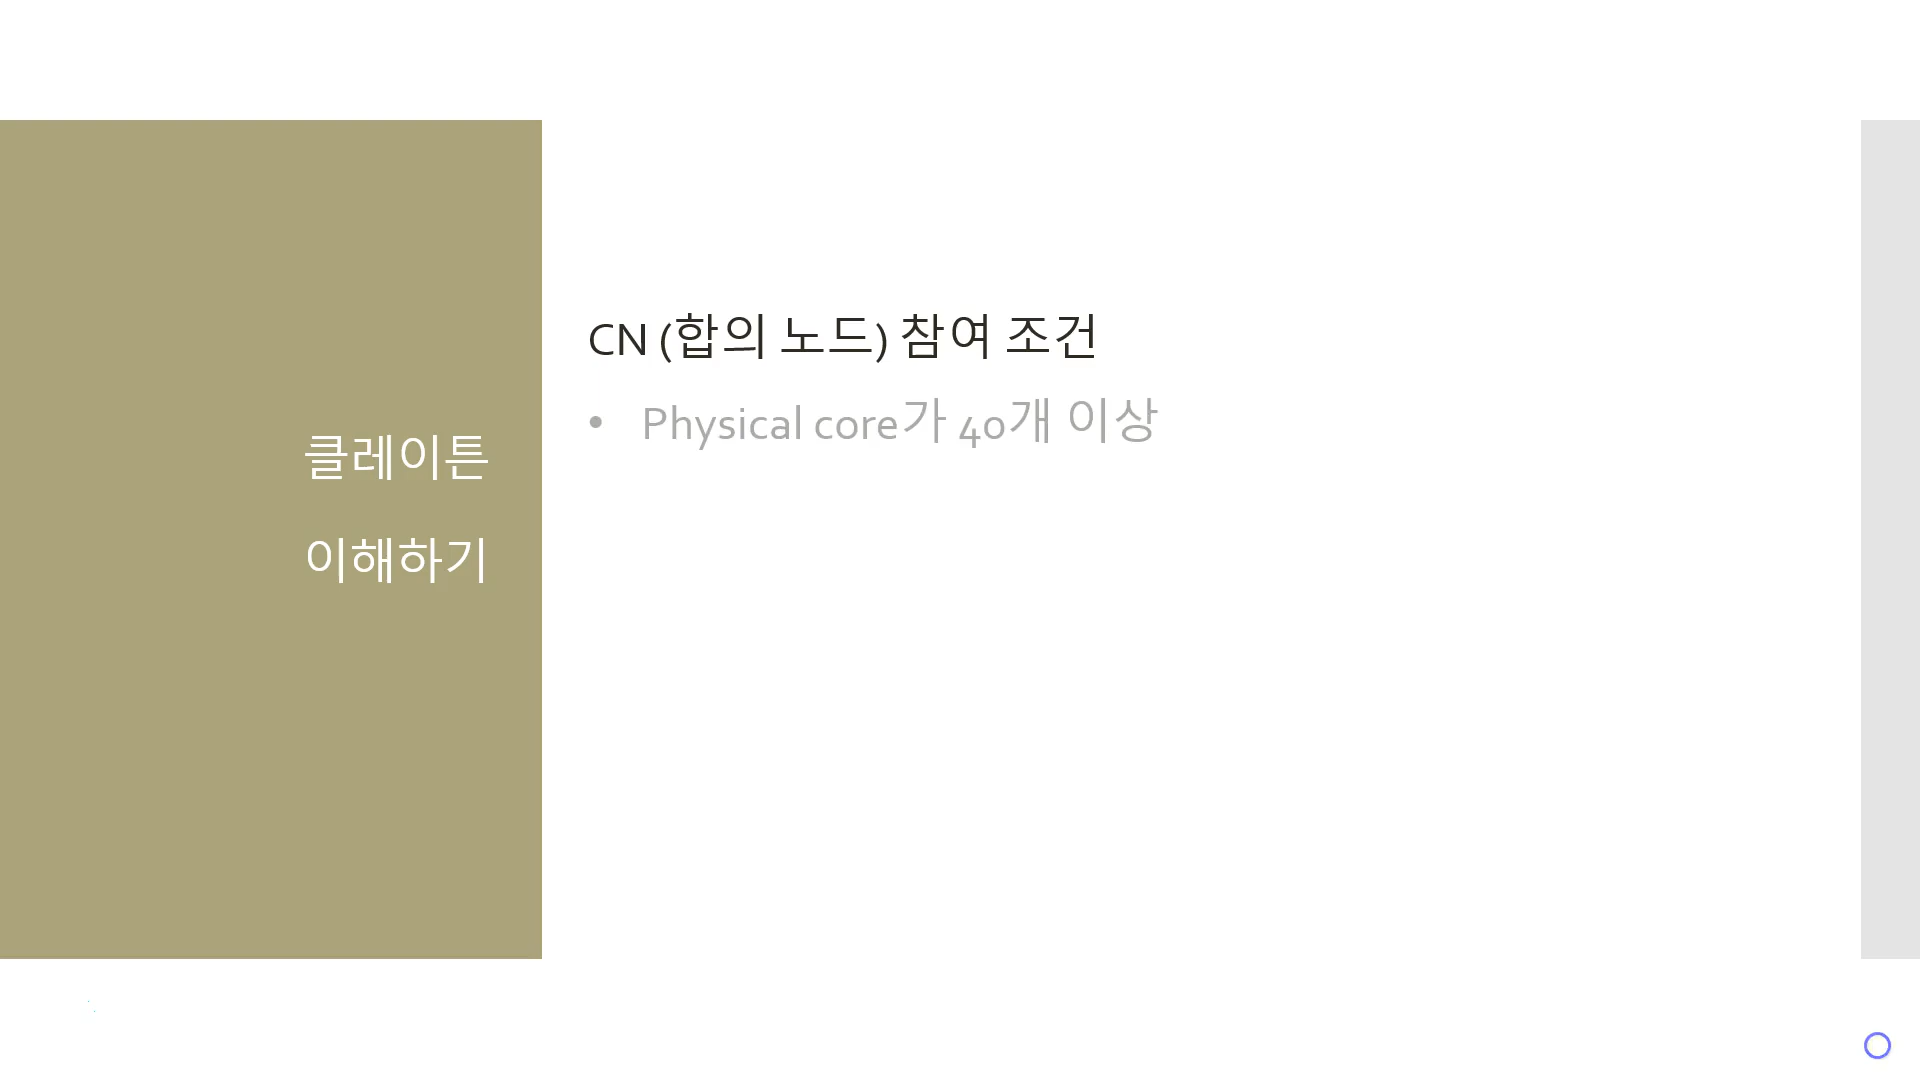 클레이튼
이해하기
CN (합의 노드) 참여 조건
• Physical core가 40개 이상